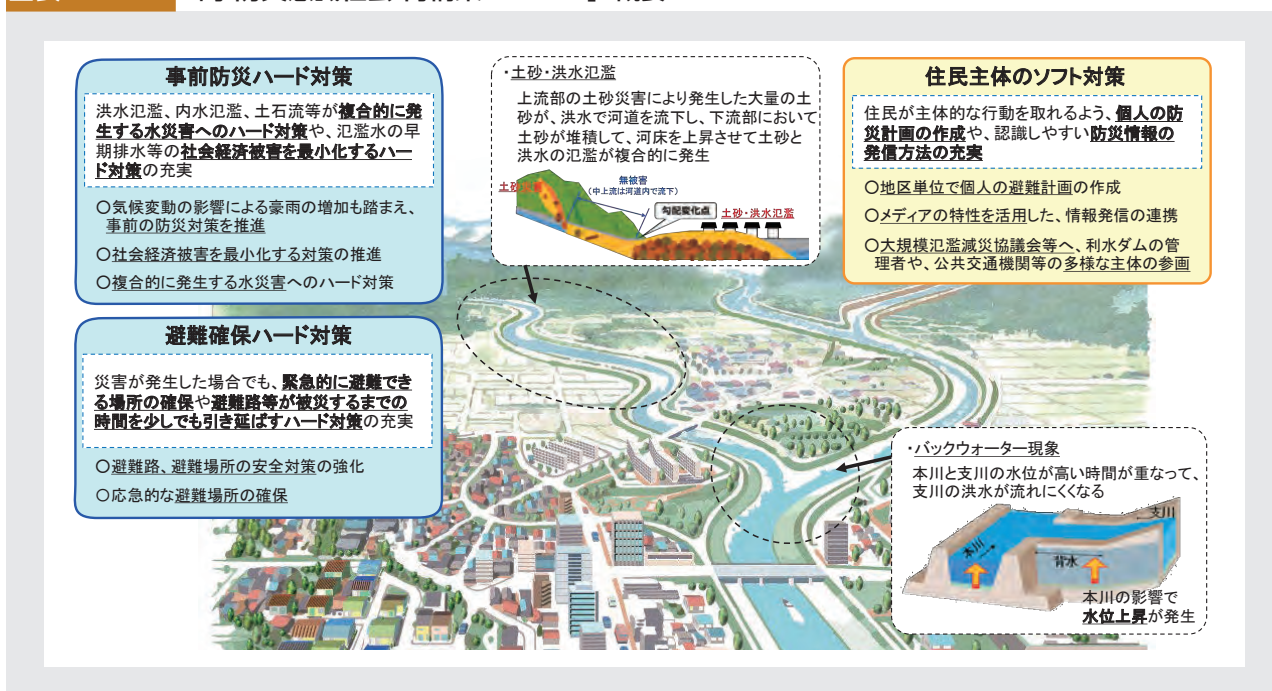 事前防災ハード対策
洪水氾濫、内水氾濫、土石流等が複合的に発
生する水災害へのハード対策や、氾濫水の早
期排水等の社会経済被害を最小化するハー
ド対策の充実
○気候変動の影響による豪雨の増加も踏まえ、
事前の防災対策を推進
○社会経済被害を最小化する対策の推進
○複合的に発生する水災害へのハード対策
避難確保ハード対策
災害が発生した場合でも、緊急的に避難でき
る場所の確保や避難路等が被災するまでの
時間を少しでも引き延ばすハード対策の充実
○避難路、避難場所の安全対策の強化
○応急的な避難場所の確保
・土砂・洪水氾濫
上流部の土砂災害により発生した大量の土
砂が、洪水で河道を流下し、下流部において
土砂が堆積して、河床を上昇させて土砂と
洪水の氾濫が複合的に発生
無被害
(中上流は河道内で流下)
勾配変化点
土砂・洪水氾濫
住民主体のソフト対策
住民が主体的な行動を取れるよう、個人の防
災計画の作成や、認識しやすい防災情報の
発信方法の充実
○地区単位で個人の避難計画の作成
○メディアの特性を活用した、情報発信の連携
○大規模氾濫減災協議会等へ、利水ダムの管
理者や、公共交通機関等の多様な主体の参画
・バックウォーター現象
本川と支川の水位が高い時間が重なって、
支川の洪水が流れにくくなる
支川
本川
背水
本川の影響で
水位上昇が発生